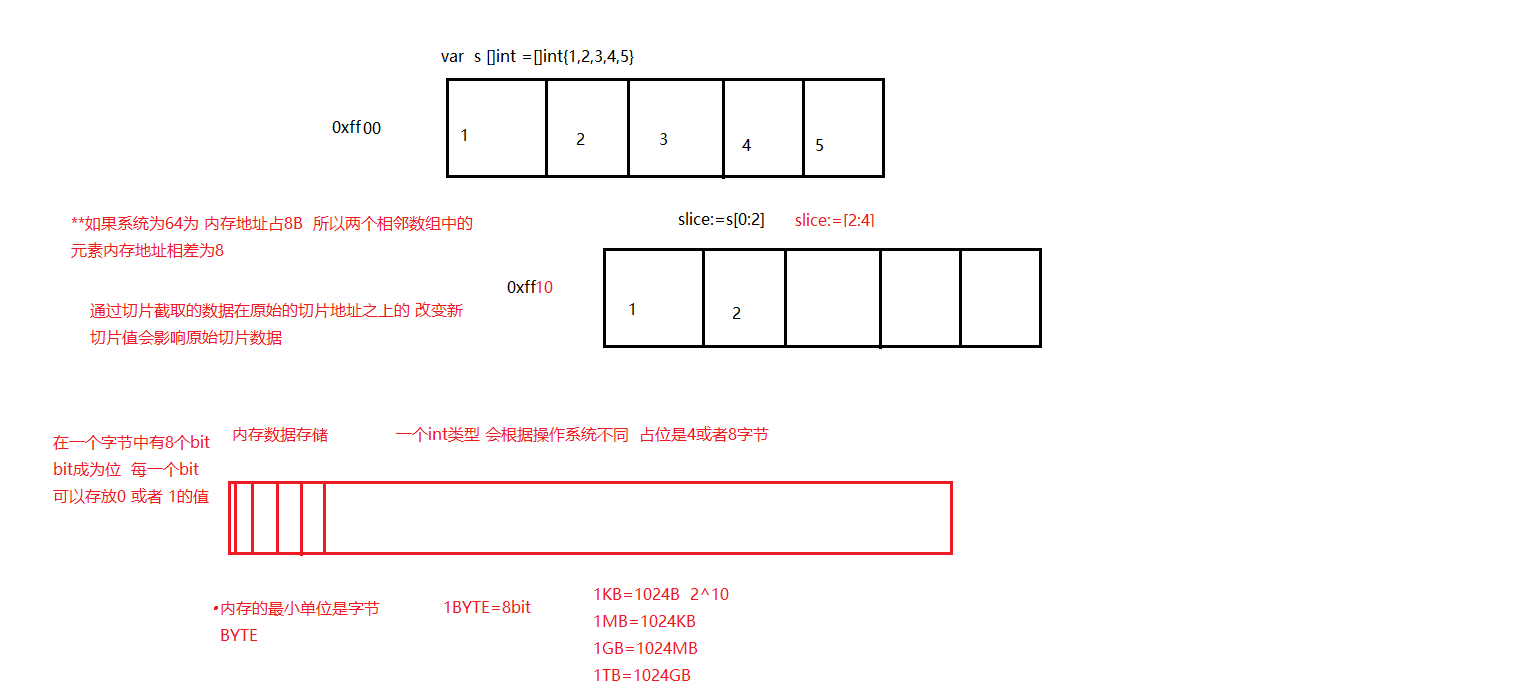 var s []int =[]int{1,2,3,4,5}
0xff00
1
2
3
4
5
**如果系统为64为 内存地址占8B 所以两个相邻数组中的
元素内存地址相差为8
slice:=s[0:2]
slice:=[2:4]
0xff10
1
2
通过切片截取的数据在原始的切片地址之上的 改变新
切片值会影响原始切片数据
在一个字节中有8个bit
bit成为位 每一个bit
可以存放0 或者 1的值
内存数据存储
一个int类型 会根据操作系统不同 占位是4或者8字节
内存的最小单位是字节
BYTE
1BYTE=8bit
1KB=1024B 2^10
1MB=1024KB
1GB=1024MB
1TB=1024GB